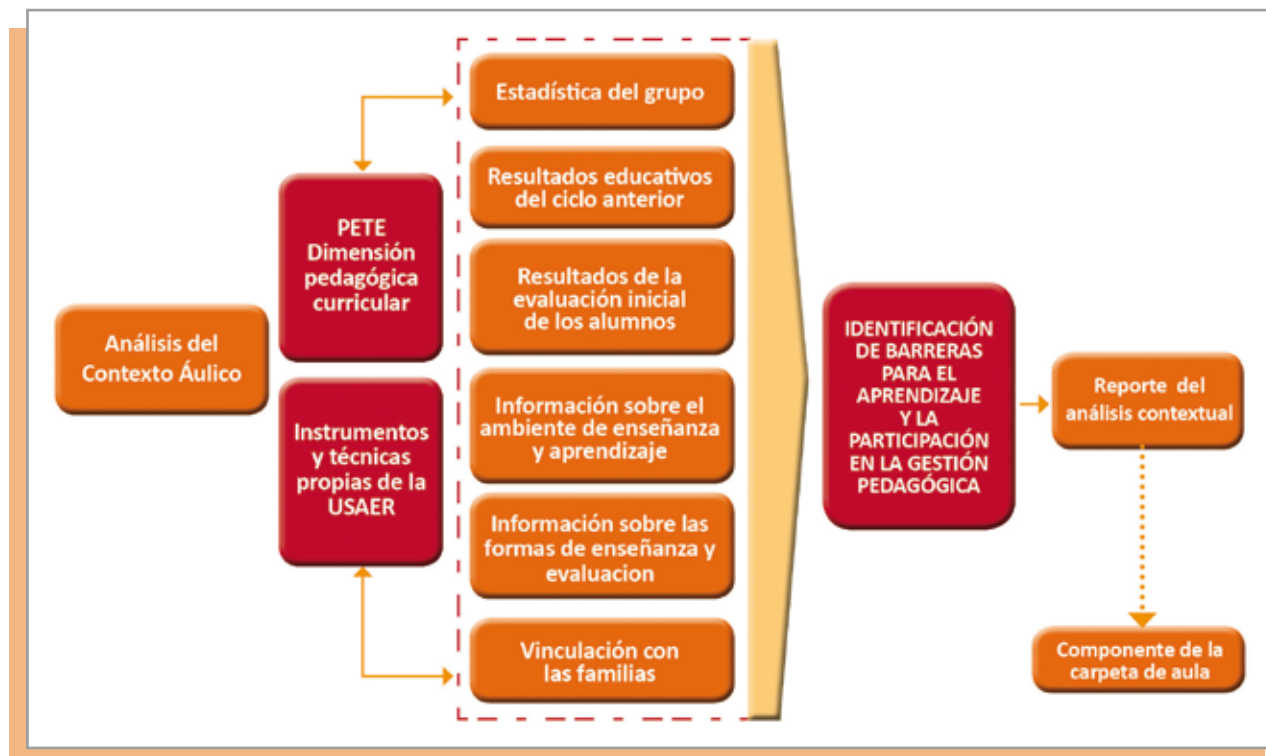 Análisis del
Contexto Áulico
PETE
Dimensión
pedagógica
curricular
Instrumentos
y técnicas
propias de la
USAER
Estadística del grupo
Resultados educativos
del ciclo anterior
Resultados de la
evaluación inicial
de los alumnos
Información sobre el
ambiente de enseñanza
y aprendizaje
Información sobre las
formas de enseñanza y
evaluacion
Vinculación con
las familias
IDENTIFICACIÓN
DE BARRERAS
PARA EL
APRENDIZAJE
Y LA
PARTICIPACIÓN
EN LA GESTIÓN
PEDAGÓGICA
Reporte del
análisis contextual
Componente de la
carpeta de aula